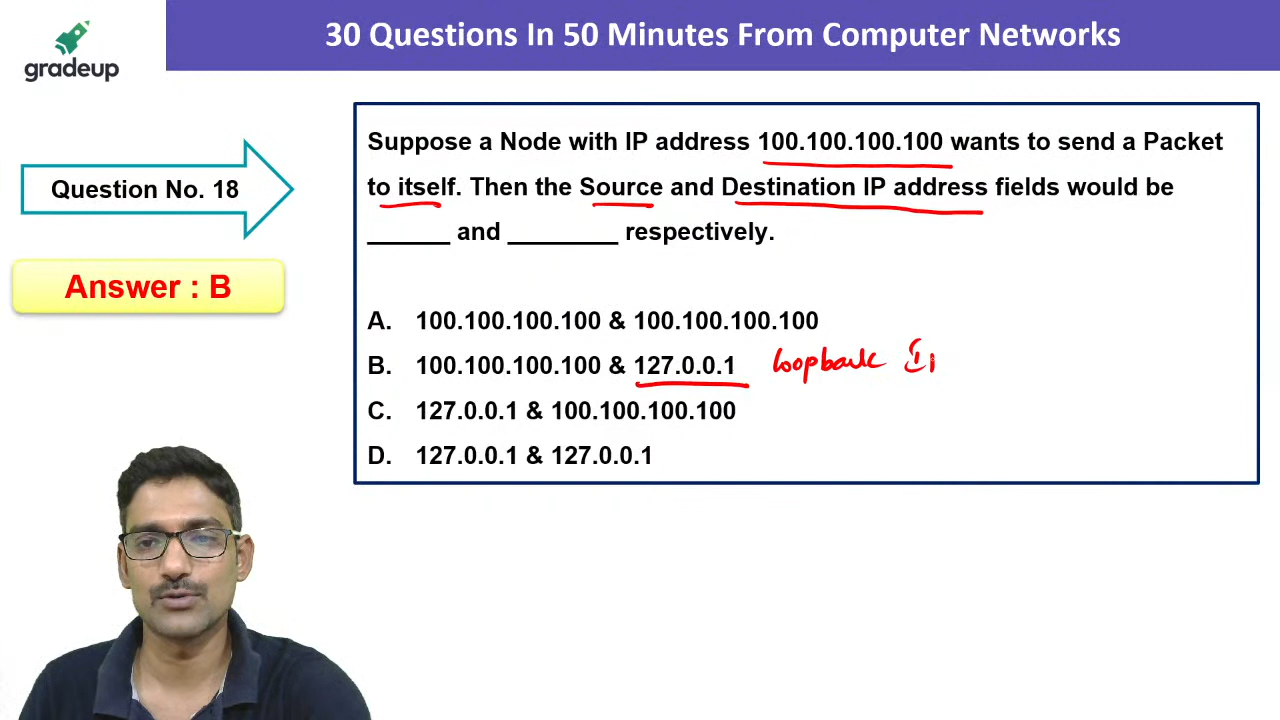 30 Questions In 50 Minutes From Computer Networks
gradeup
Suppose a Node with IP address 100.100.100.100 wants to send a Packet
to itself. Then the Source and Destination IP address fields would be
______ and ________ respectively.
Question No. 18
Answer : B
A. 100.100.100.100 & 100.100.100.100
B. 100.100.100.100 & 127.0.0.1 loopback
C. 127.0.0.1 & 100.100.100.100
D. 127.0.0.1 & 127.0.0.1